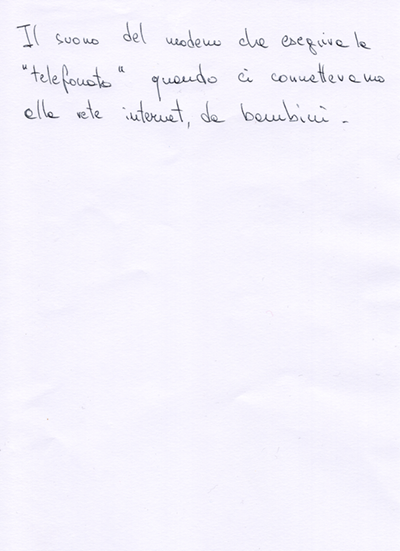 Il suono del modem che eseguiva la
"telefonata" quando ci connettevamo
alla rete internet, da bambini.